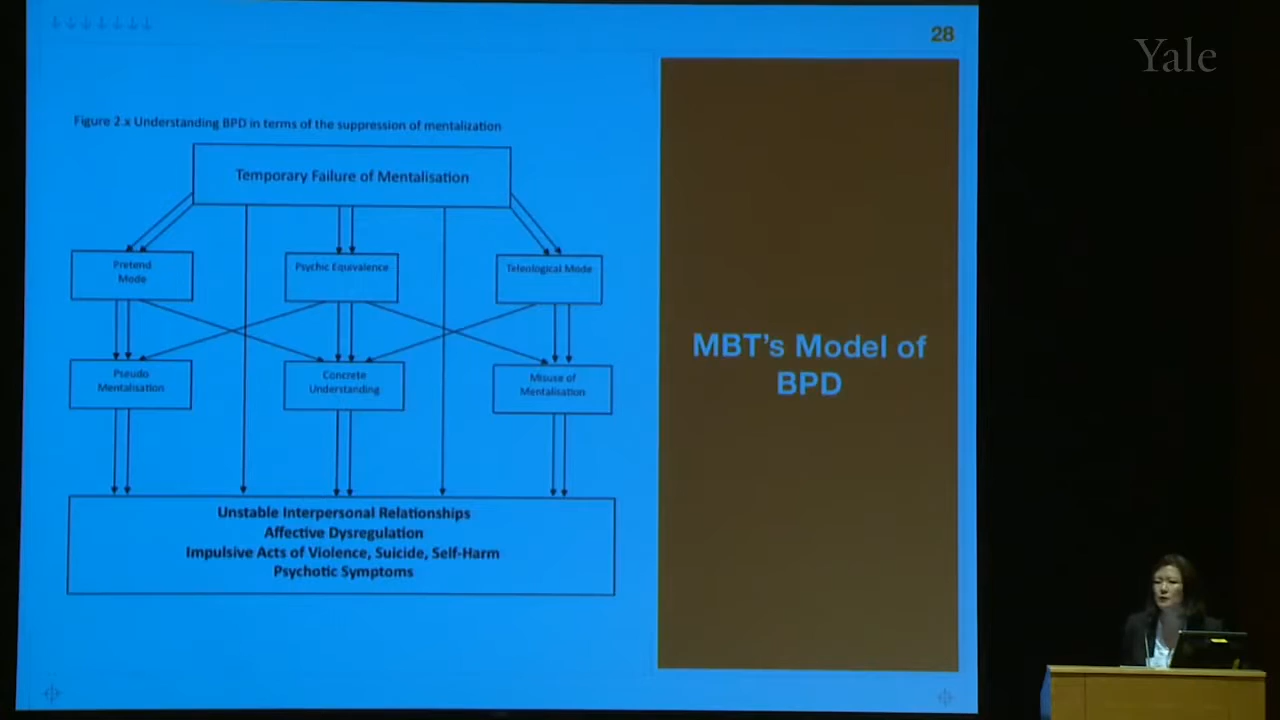 28
Yale
Figure 2.x Understanding BPD in terms of the suppression of mentalization
Temporary Failure of Mentalisation
Pretend
Mode
Psychic Equivalence
Teleological Mode
Pseudo
Mentalisation
Concrete
Understanding
Misuse of
Mentalisation
Unstable Interpersonal Relationships
Affective Dysregulation
Impulsive Acts of Violence, Suicide, Self-Harm
Psychotic Symptoms
MBT's Model of
BPD